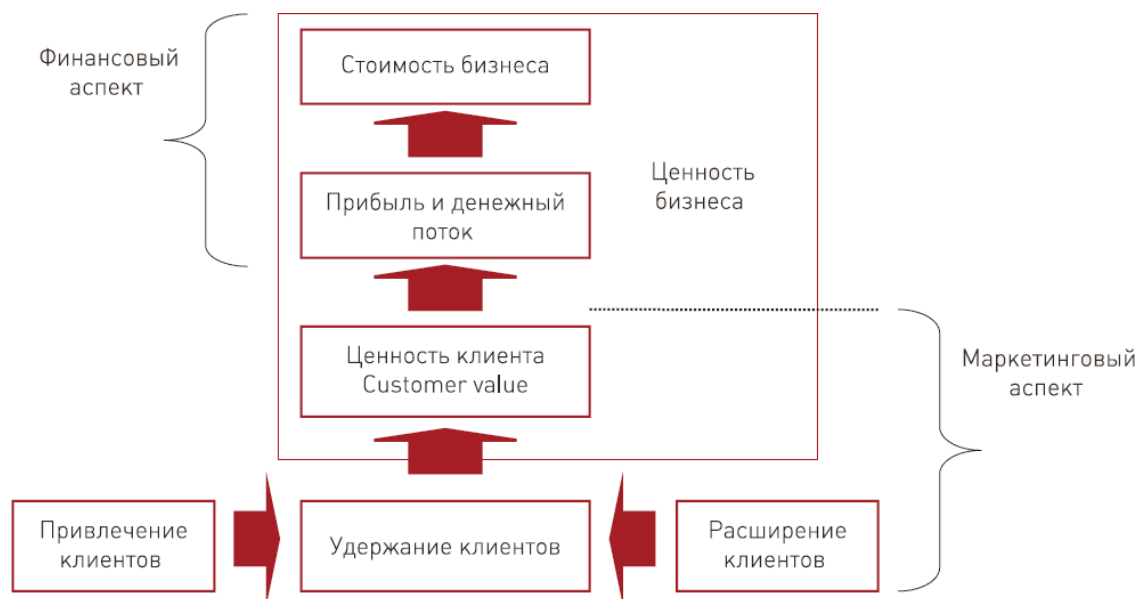 Финансовый
аспект
Стоимость бизнеса
Ценность
бизнеса
Прибыль и денежный
поток
Ценность клиента
Customer value
Маркетинговый
аспект
Привлечение
клиентов
Удержание клиентов
Расширение
клиентов